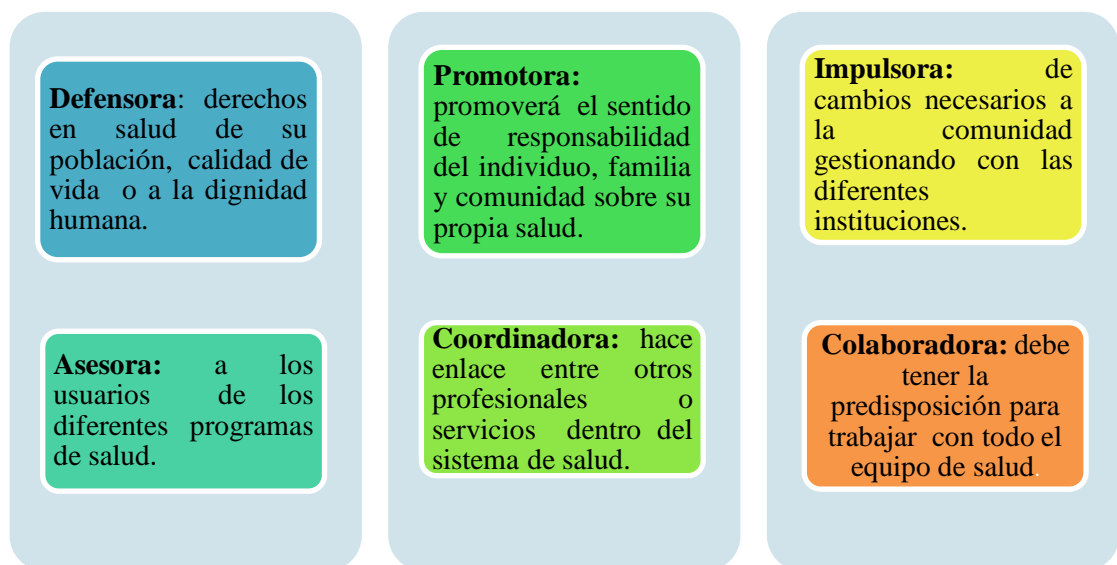 Defensora: derechos
en salud de su
población, calidad de
vida o a la dignidad
humana.
Asesora: a los
usuarios de los
diferentes programas
de salud.
Promotora:
promoverá el sentido
de responsabilidad
del individuo, familia
y comunidad sobre su
propia salud.
Coordinadora: hace
enlace entre otros
profesionales o
servicios dentro del
sistema de salud.
Impulsora: de
cambios necesarios a
la comunidad
gestionando con las
diferentes
instituciones.
Colaboradora: debe
tener la
predisposición para
trabajar con todo el
equipo de salud.